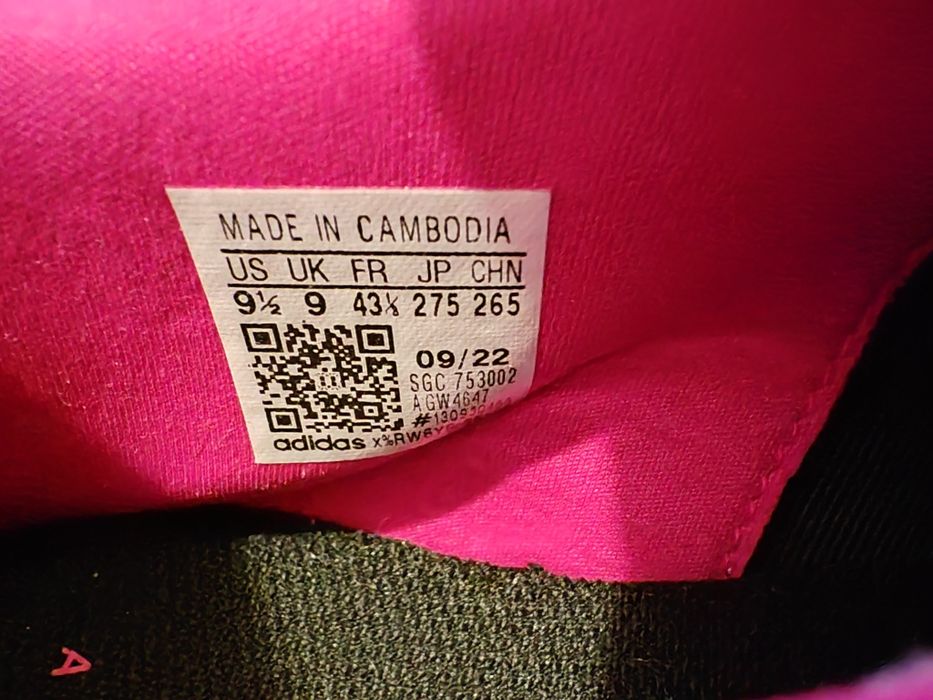 MADE IN CAMBODIA
US UK FR JP CHN
9½ 9 43⅓ 275 265
09/22
SGC 753002
A GW4647
adidas